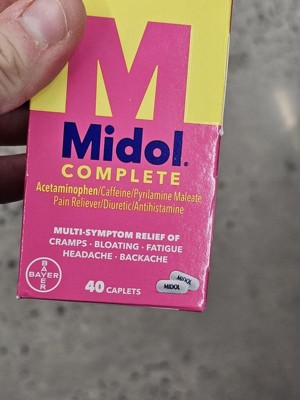 M
Midol®
COMPLETE
Acetaminophen/Caffeine/Pyrilamine Maleate
Pain Reliever/Diuretic/Antihistamine
MULTI-SYMPTOM RELIEF OF
CRAMPS • BLOATING • FATIGUE
HEADACHE • BACKACHE
BAYER
BAYER
40 CAPLETS
MIDOL
MIDOL